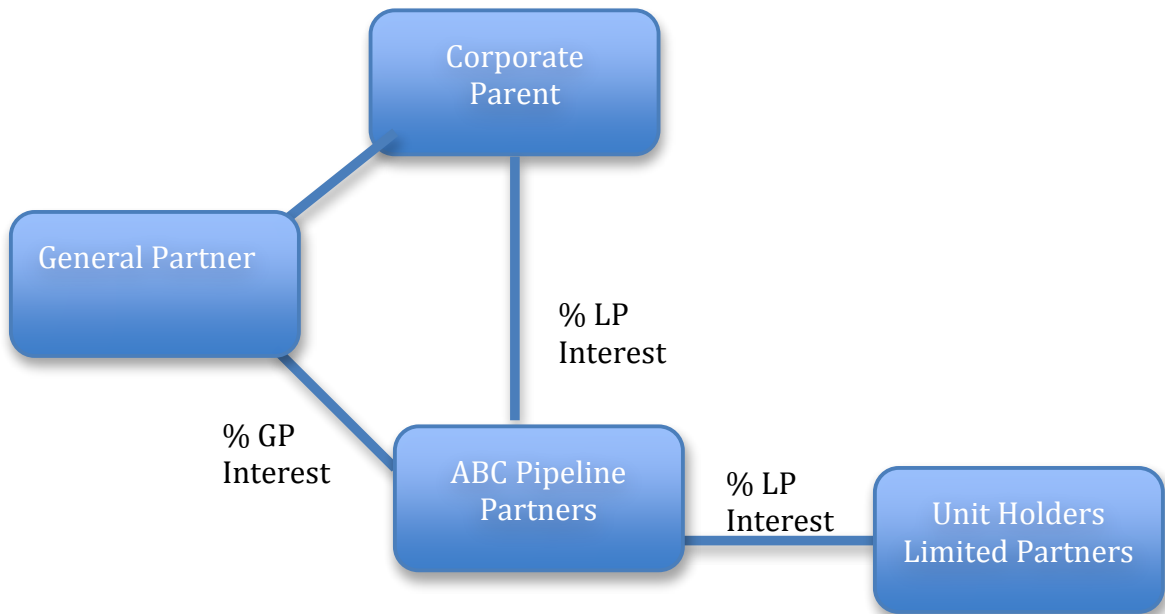 Corporate
Parent
General Partner
% LP
Interest
% GP
Interest
ABC Pipeline
Partners
% LP
Interest
Unit Holders
Limited Partners